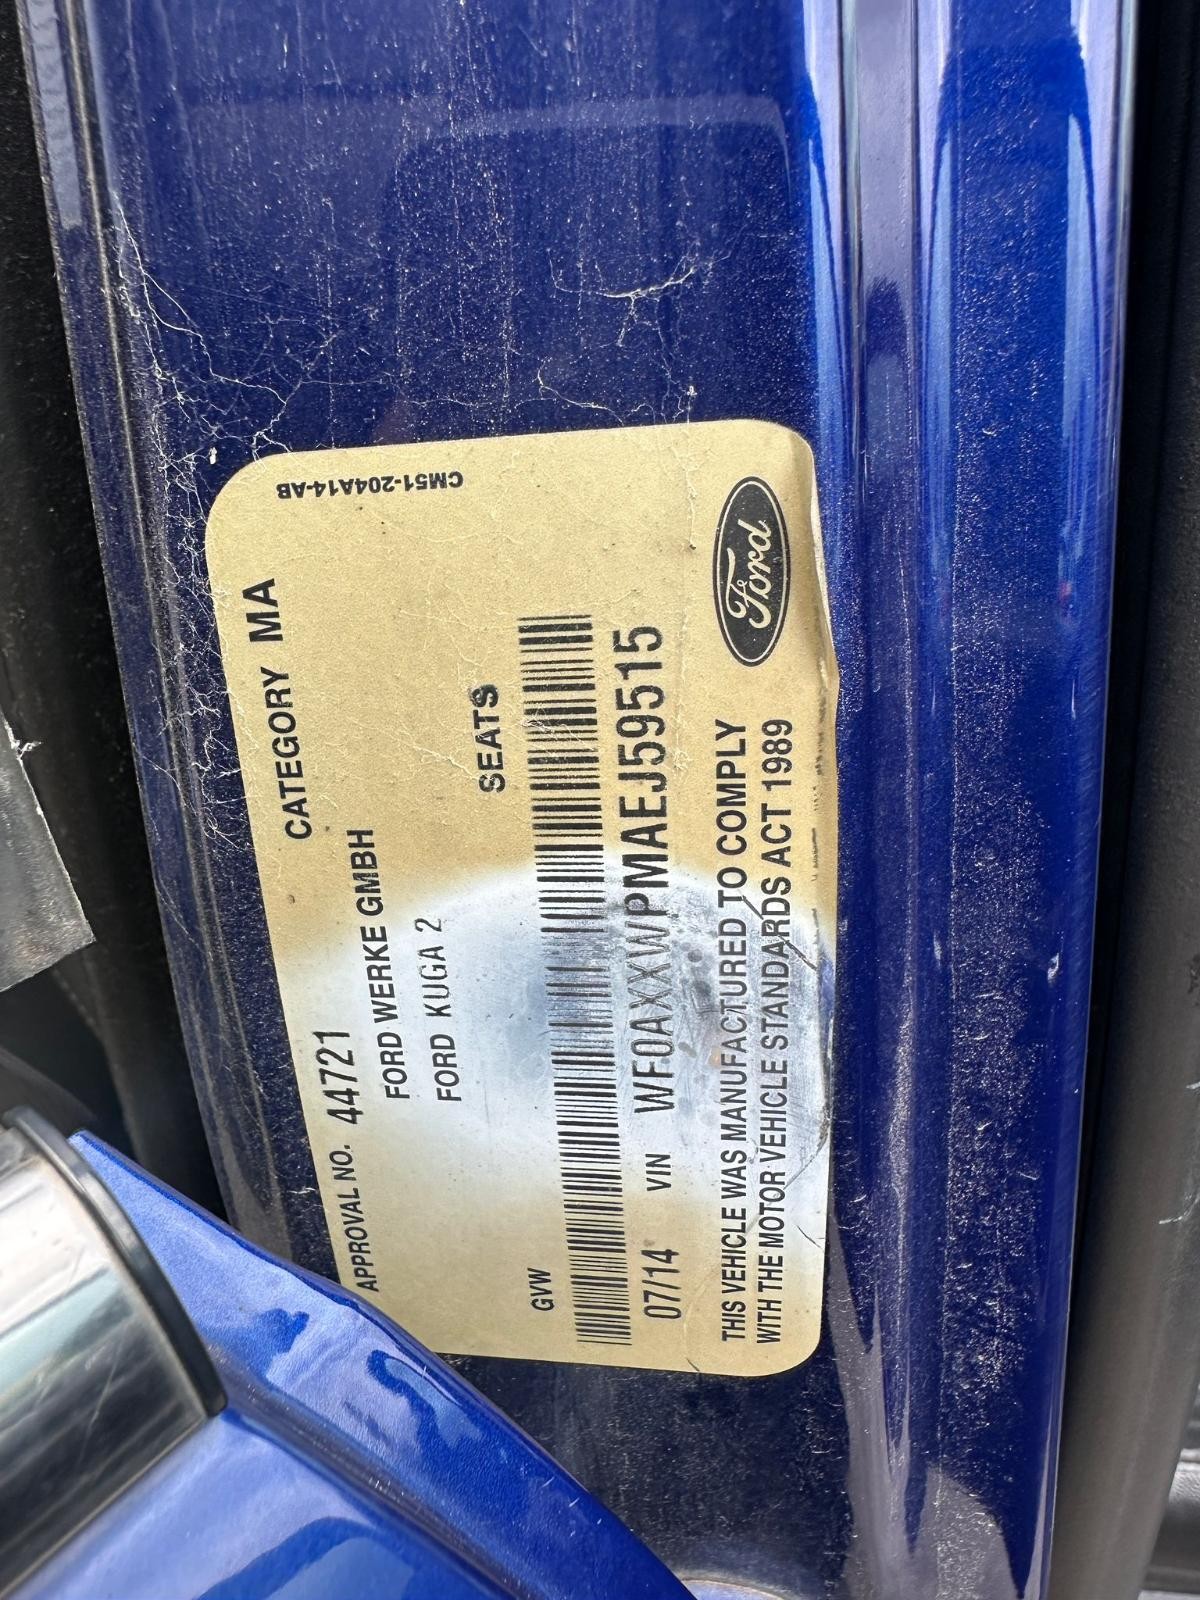 APPROVAL NO. 44721 CATEGORY MA
CM51-204A14-AB
FORD WERKE GMBH
FORD KUGA 2
GVW SEATS
07/14 VIN WF0AXXWPMAEJ59515
THIS VEHICLE WAS MANUFACTURED TO COMPLY
WITH THE MOTOR VEHICLE STANDARDS ACT 1989
Ford